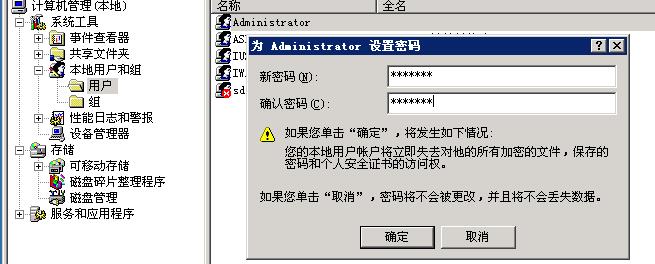 计算机管理(本地)
系统工具
事件查看器
共享文件夹
本地用户和组
用户
组
性能日志和警报
设备管理器
存储
可移动存储
磁盘碎片整理程序
磁盘管理
服务和应用程序
名称
全名
Administrator
AS
IU
IW
sd
为 Administrator 设置密码
新密码(N):
*******
确认密码(C):
*******
如果您单击“确定”，将发生如下情况:
您的本地用户帐户将立即失去对他的所有加密的文件，保存的
密码和个人安全证书的访问权。
如果您单击“取消”，密码将不会被更改，并且将不会丢失数据。
确定
取消